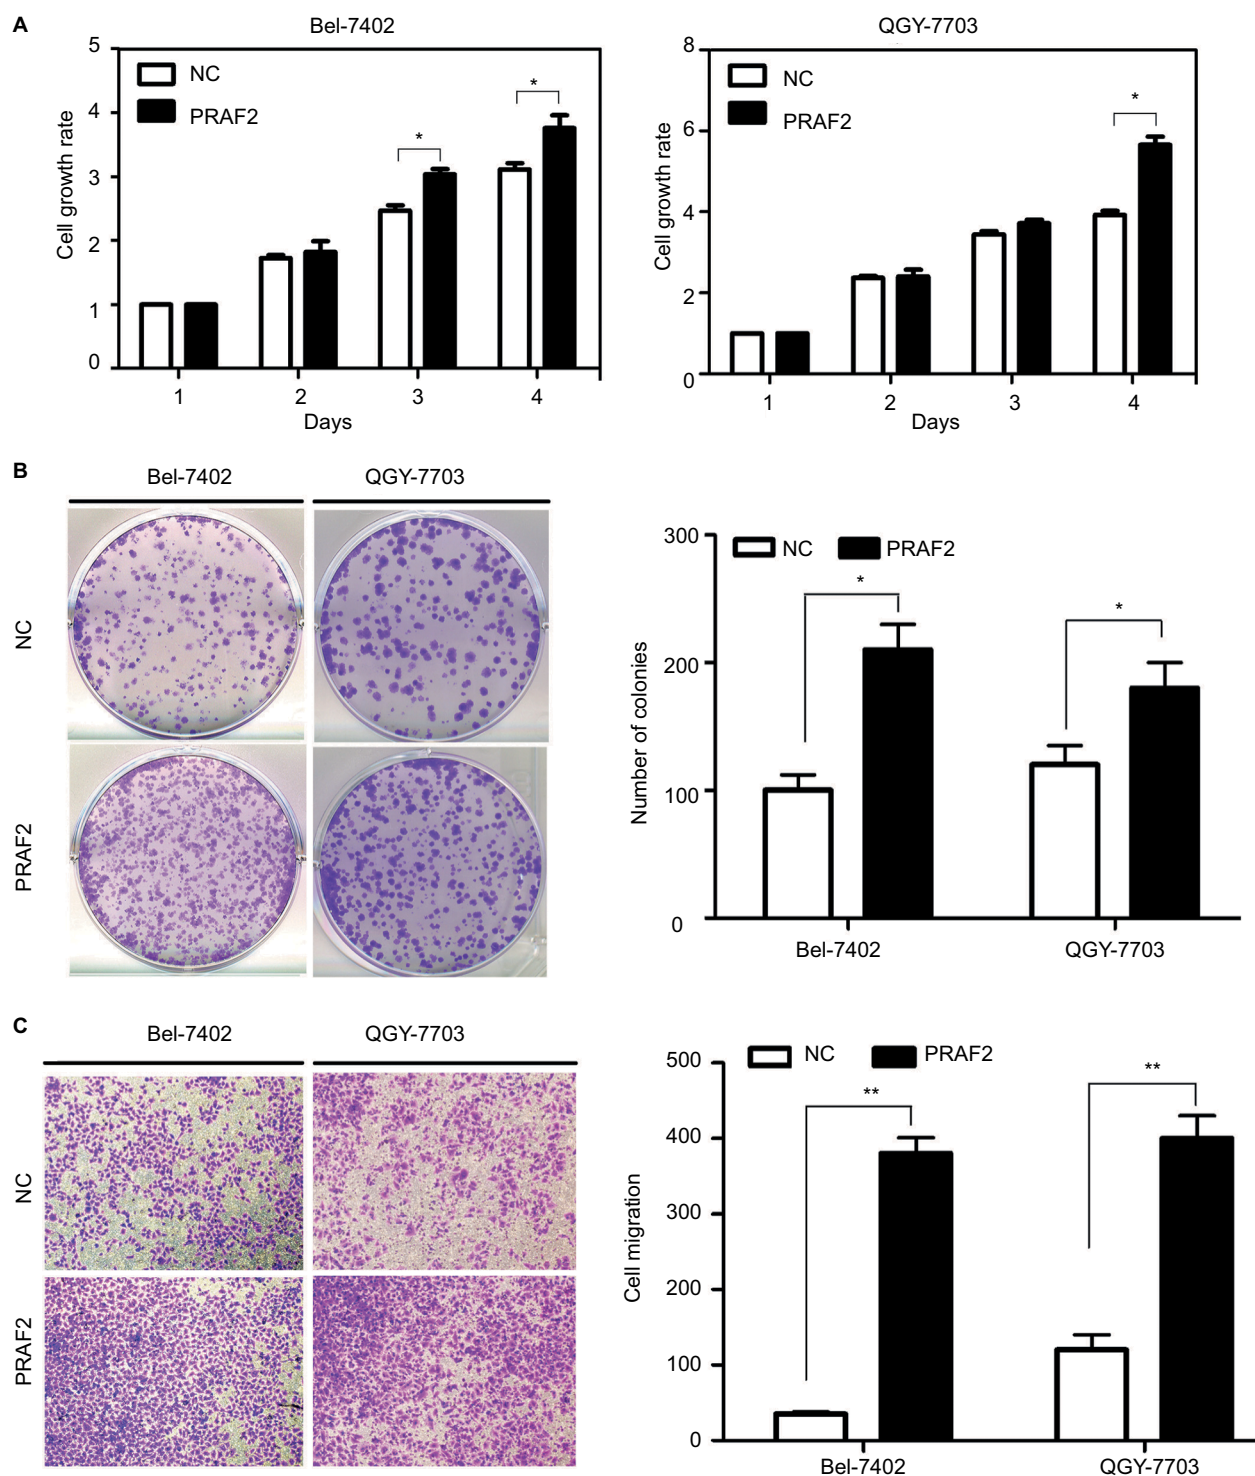 A
Bel-7402
5
4
3
2
1
0
Cell growth rate
NC
PRAF2
*
*
1
2
3
4
Days
QGY-7703
8
6
4
2
0
Cell growth rate
NC
PRAF2
*
1
2
3
4
Days
B
Bel-7402
QGY-7703
NC
PRAF2
300
200
100
0
Number of colonies
NC
PRAF2
*
*
Bel-7402
QGY-7703
C
Bel-7402
QGY-7703
NC
PRAF2
500
400
300
200
100
0
Cell migration
NC
PRAF2
**
**
Bel-7402
QGY-7703